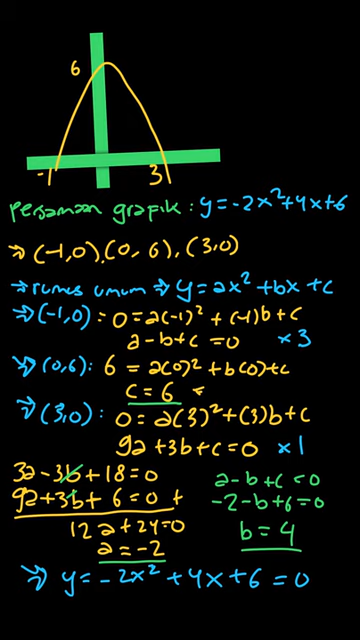 6
-1 3
Persamaan grafik : y = -2x² + 4x + 6
→ (-1,0), (0, 6), (3,0)
→ rumus umum → y = ax² + bx + c
→ (-1,0) : 0 = a(-1)² + (-1)b + c
a - b + c = 0 ×3
→ (0,6) : 6 = a(0)² + b(0) + c
c = 6
→ (3,0) : 0 = a(3)² + (3)b + c
9a + 3b + c = 0 ×1
3a - 3b + 18 = 0
9a + 3b + 6 = 0 +
12a + 24 = 0
a = -2
a - b + c = 0
-2 - b + 6 = 0
b = 4
→ y = -2x² + 4x + 6 = 0